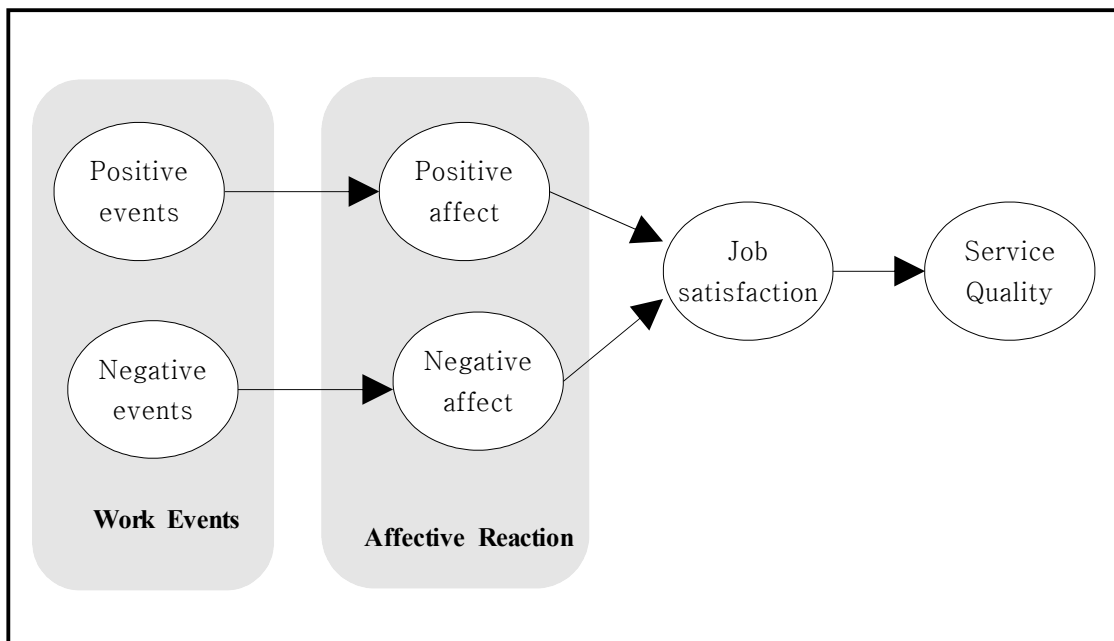 Positive
events
Positive
affect
Job
satisfaction
Service
Quality
Negative
events
Negative
affect
Work Events
Affective Reaction